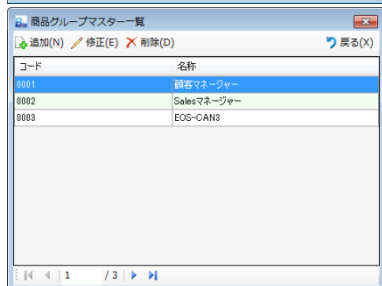 商品グループマスター一覧
追加(N) 修正(E) 削除(D) 戻る(X)
コード 名称
0001 顧客マネージャー
0002 Salesマネージャー
0003 EOS-CAN3
1 / 3